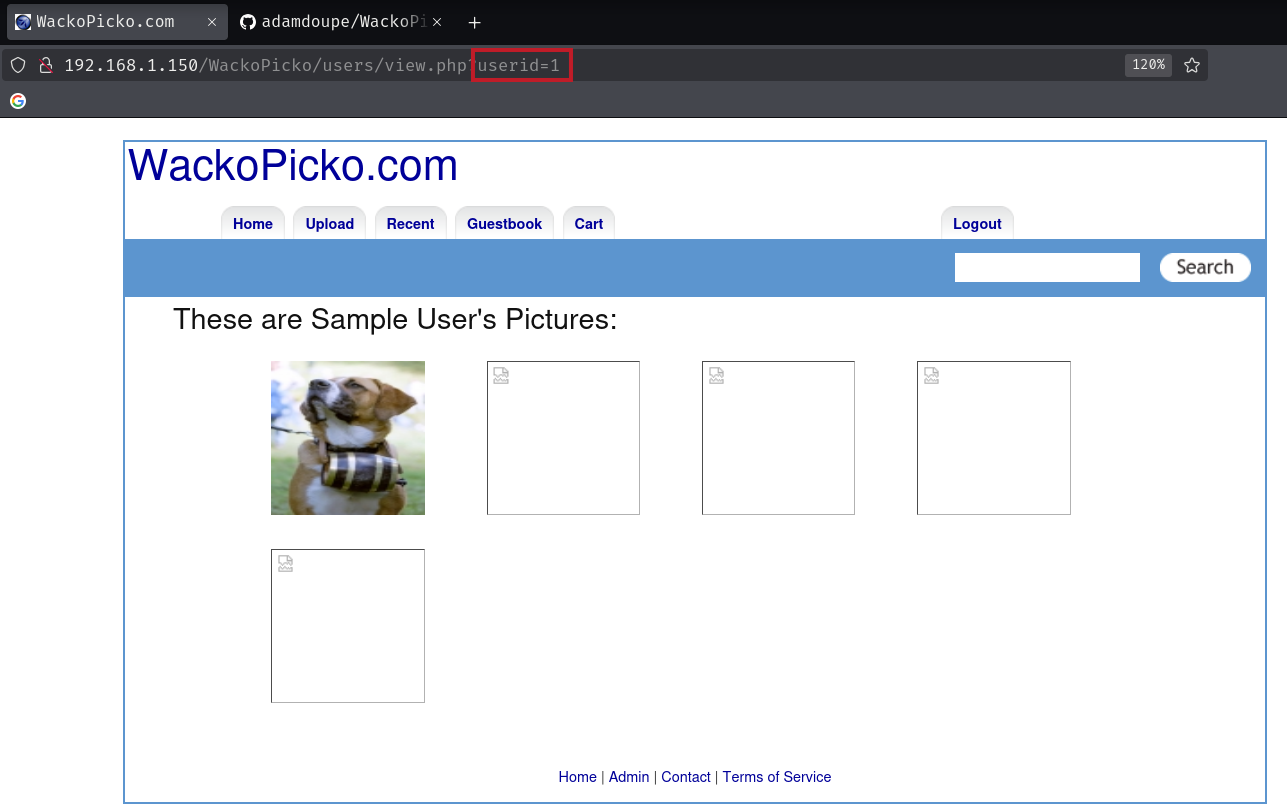 WackoPicko.com
adamdoupe/WackoPi
192.168.1.150/WackoPicko/users/view.php?userid=1
120%
WackoPicko.com
Home Upload Recent Guestbook Cart Logout
Search
These are Sample User's Pictures:
Home | Admin | Contact | Terms of Service